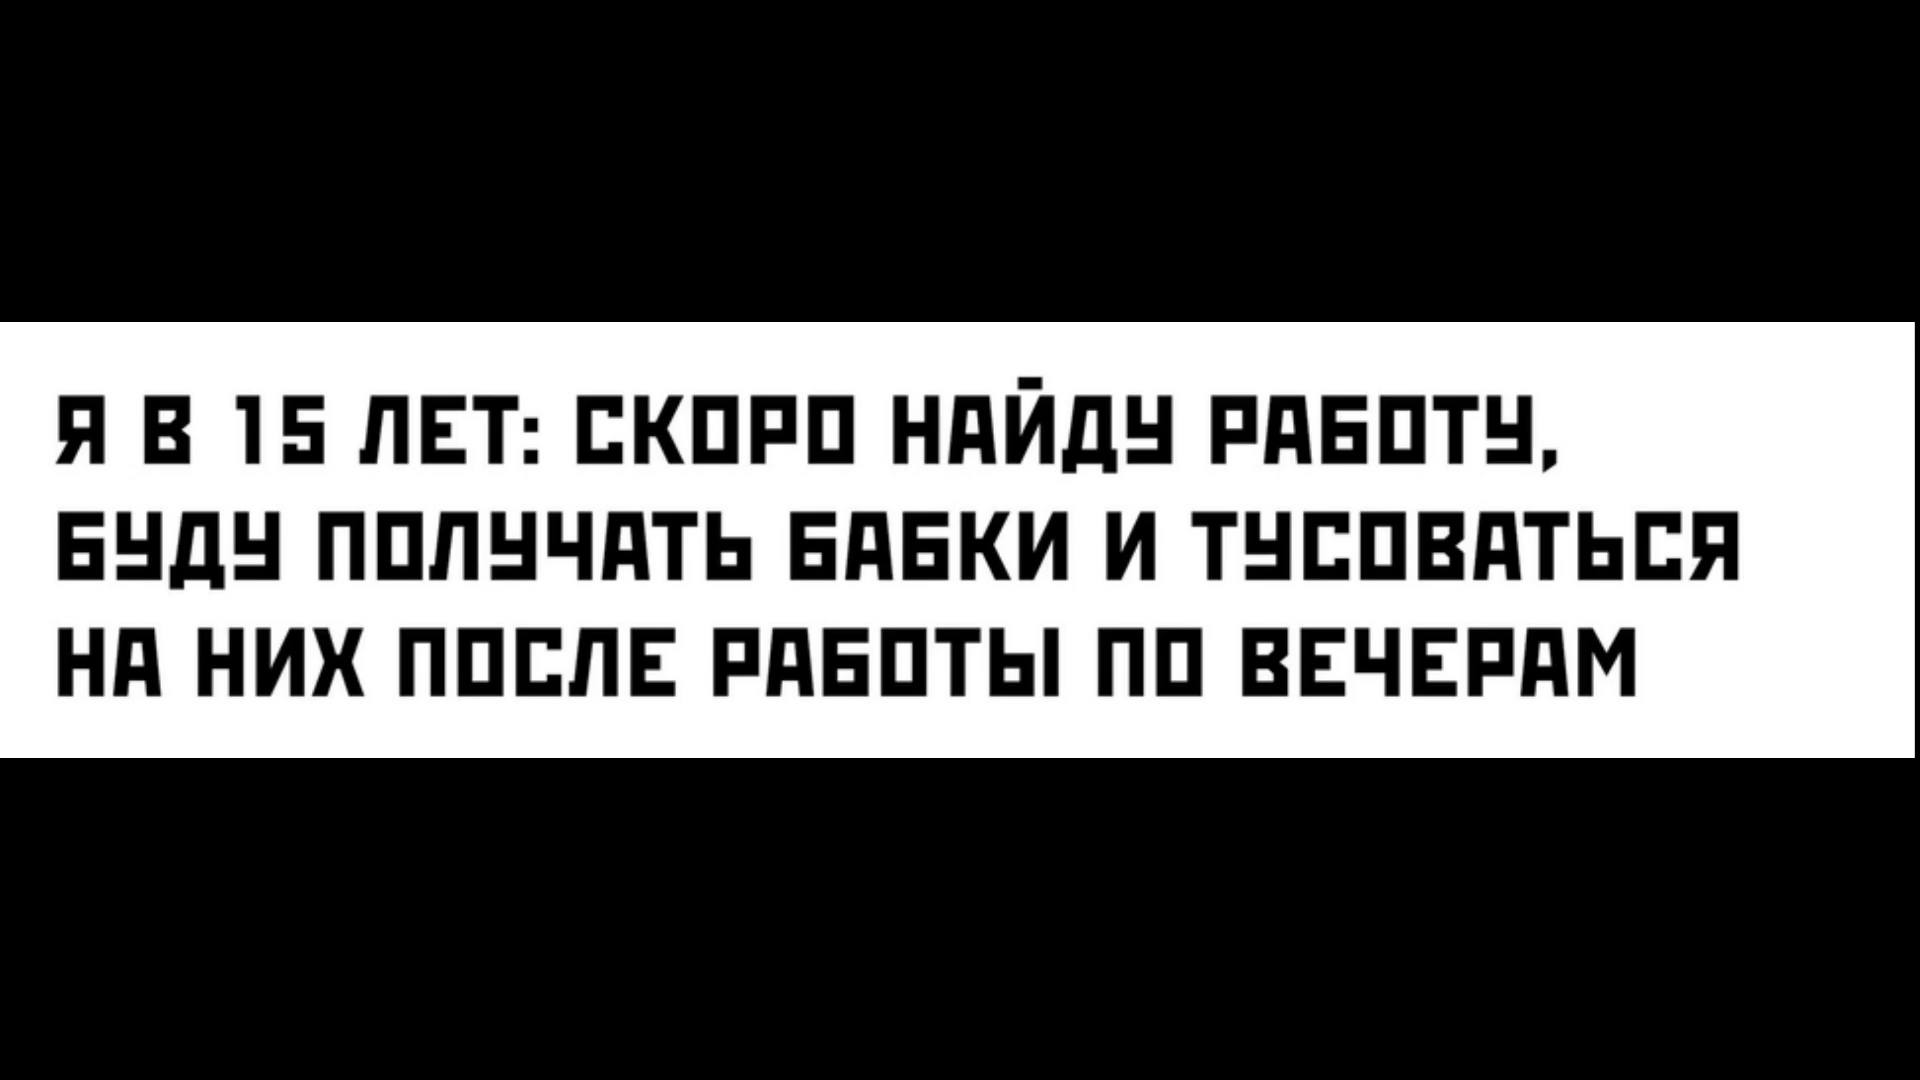 Я В 15 ЛЕТ: СКОРО НАЙДУ РАБОТУ,
БУДУ ПОЛУЧАТЬ БАБКИ И ТУСОВАТЬСЯ
НА НИХ ПОСЛЕ РАБОТЫ ПО ВЕЧЕРАМ